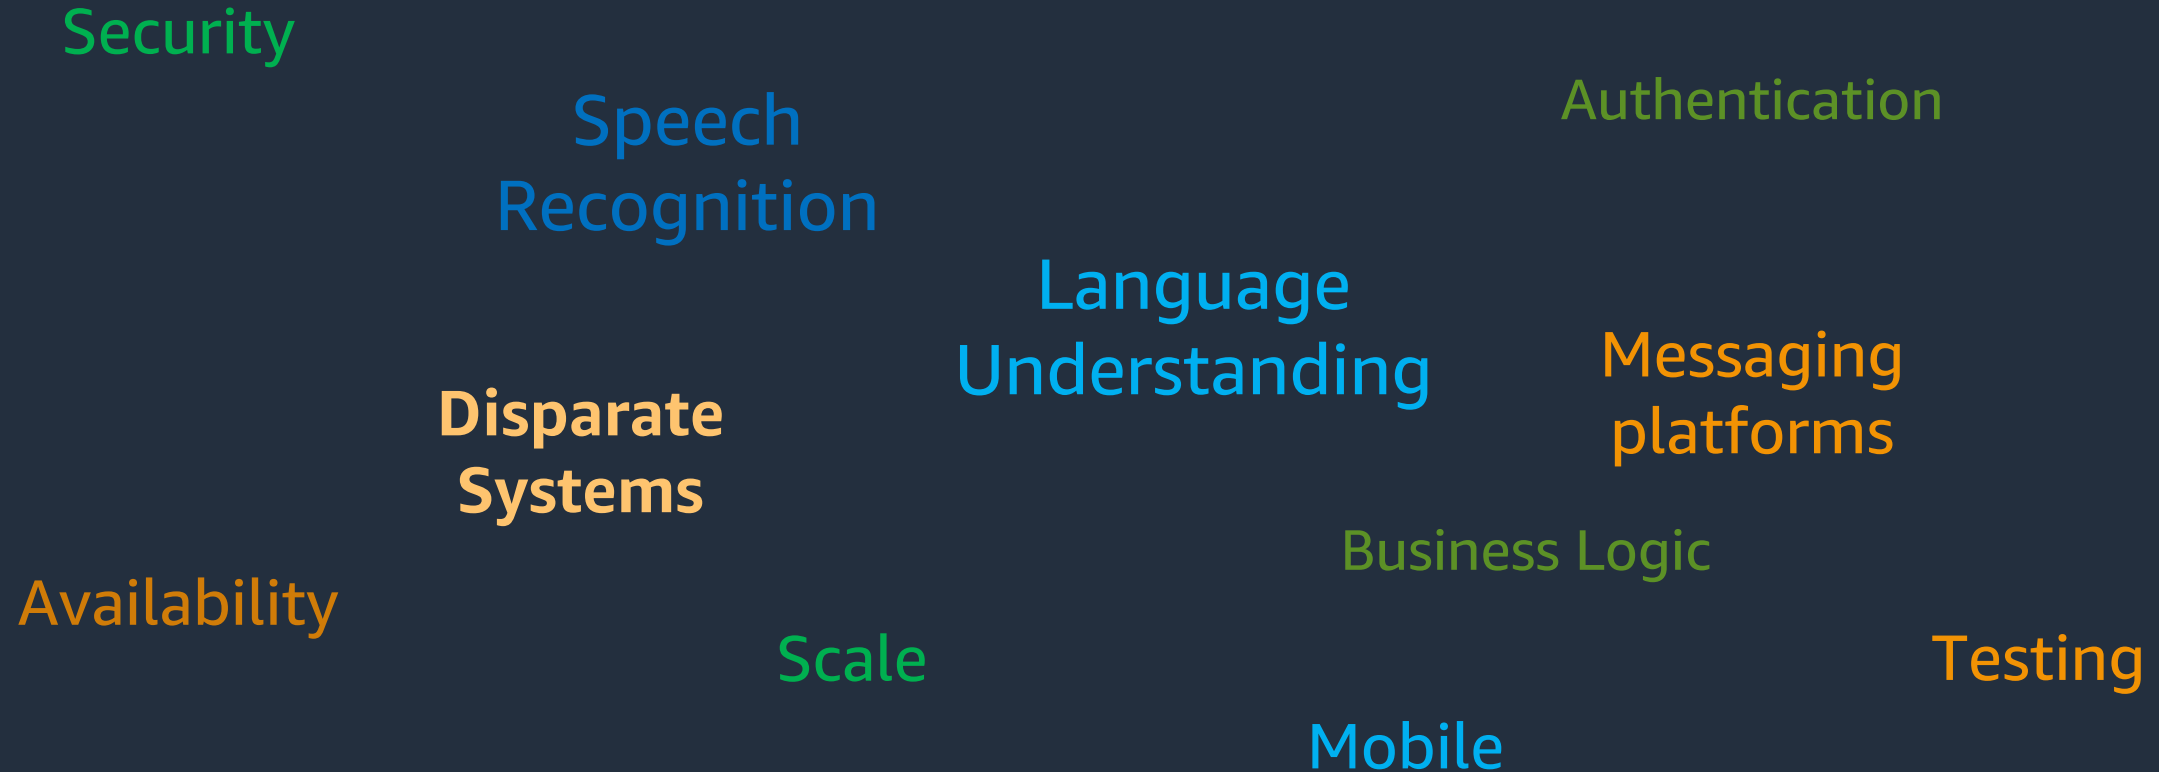 Security
Authentication
Speech
Recognition
Language
Understanding
Messaging
platforms
Disparate
Systems
Business Logic
Availability
Scale
Testing
Mobile